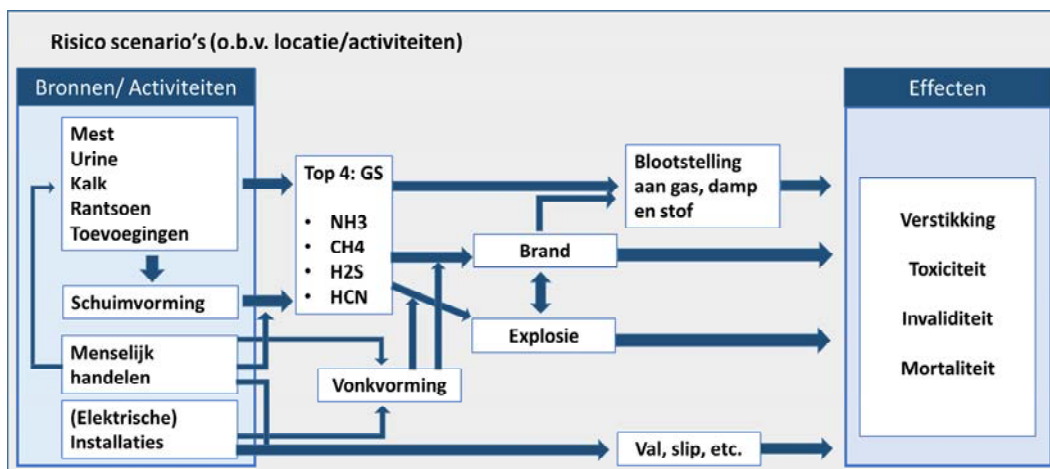 Risico scenario's (o.b.v. locatie/activiteiten)
Bronnen/ Activiteiten
Mest
Urine
Kalk
Rantsoen
Toevoegingen
Schuimvorming
Menselijk
handelen
(Elektrische)
Installaties
Top 4: GS
• NH3
• CH4
• H2S
• HCN
Vonkvorming
Blootstelling
aan gas, damp
en stof
Brand
Explosie
Val, slip, etc.
Effecten
Verstikking
Toxiciteit
Invaliditeit
Mortaliteit